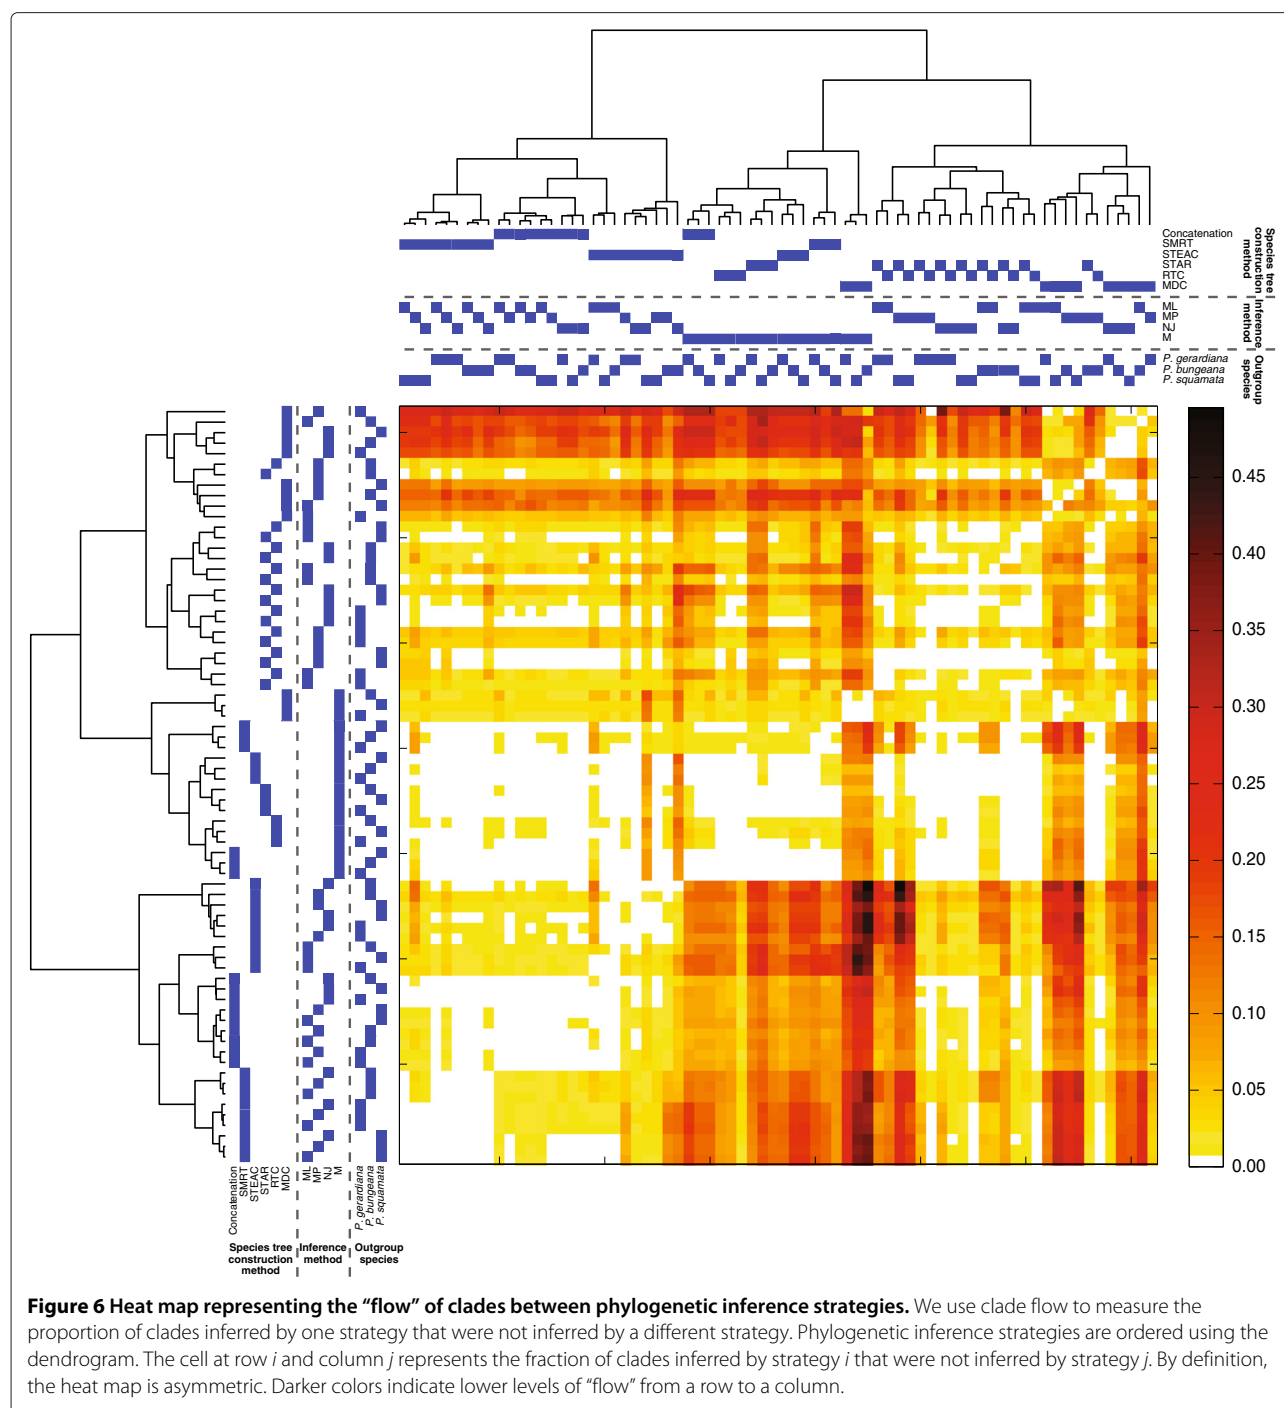 Concatenation
SMRT
STEAC
STAR
RTC
MDC
Species tree
construction
method
ML
MP
NJ
M
Inference
method
P. gerardiana
P. bungeana
P. squamata
Outgroup
species
0.45
0.40
0.35
0.30
0.25
0.20
0.15
0.10
0.05
0.00
Concatenation
SMRT
STEAC
STAR
RTC
MDC
ML
MP
NJ
M
P. gerardiana
P. bungeana
P. squamata
Species tree
construction
method
Inference
method
Outgroup
species
Figure 6 Heat map representing the “flow” of clades between phylogenetic inference strategies. We use clade flow to measure the
proportion of clades inferred by one strategy that were not inferred by a different strategy. Phylogenetic inference strategies are ordered using the
dendrogram. The cell at row i and column j represents the fraction of clades inferred by strategy i that were not inferred by strategy j. By definition,
the heat map is asymmetric. Darker colors indicate lower levels of “flow” from a row to a column.